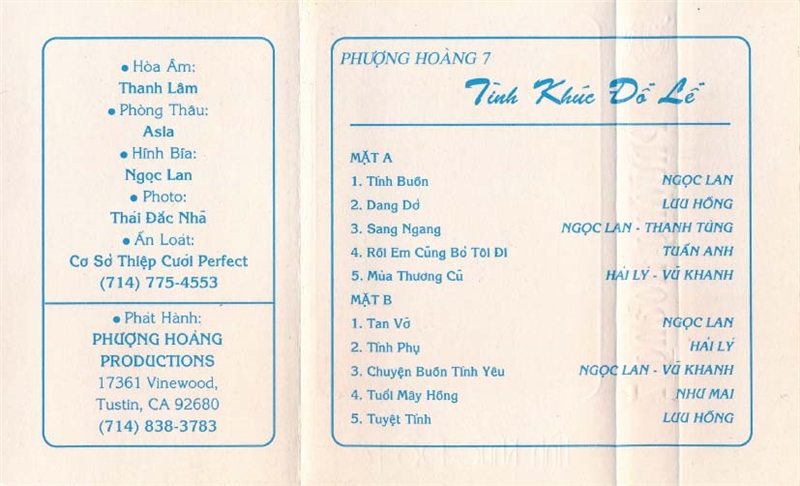 • Hòa Âm:
Thanh Lâm
• Phòng Thâu:
Asia
• Hình Bìa:
Ngọc Lan
• Photo:
Thái Đắc Nhã
• Ấn Loát:
Cơ Sở Thiệp Cưới Perfect
(714) 775-4553
• Phát Hành:
PHƯỢNG HOÀNG
PRODUCTIONS
17361 Vinewood,
Tustin, CA 92680
(714) 838-3783
PHƯỢNG HOÀNG 7
Tình Khúc Đỗ Lễ
MẶT A
1. Tình Buồn NGỌC LAN
2. Dang Dở LƯU HỒNG
3. Sang Ngang NGỌC LAN - THANH TÙNG
4. Rồi Em Cũng Bỏ Tôi Đi TUẤN ANH
5. Mùa Thương Cũ HẢI LÝ - VŨ KHANH
MẶT B
1. Tan Vỡ NGỌC LAN
2. Tình Phụ HẢI LÝ
3. Chuyện Buồn Tình Yêu NGỌC LAN - VŨ KHANH
4. Tuổi Mây Hồng NHƯ MAI
5. Tuyệt Tình LƯU HỒNG